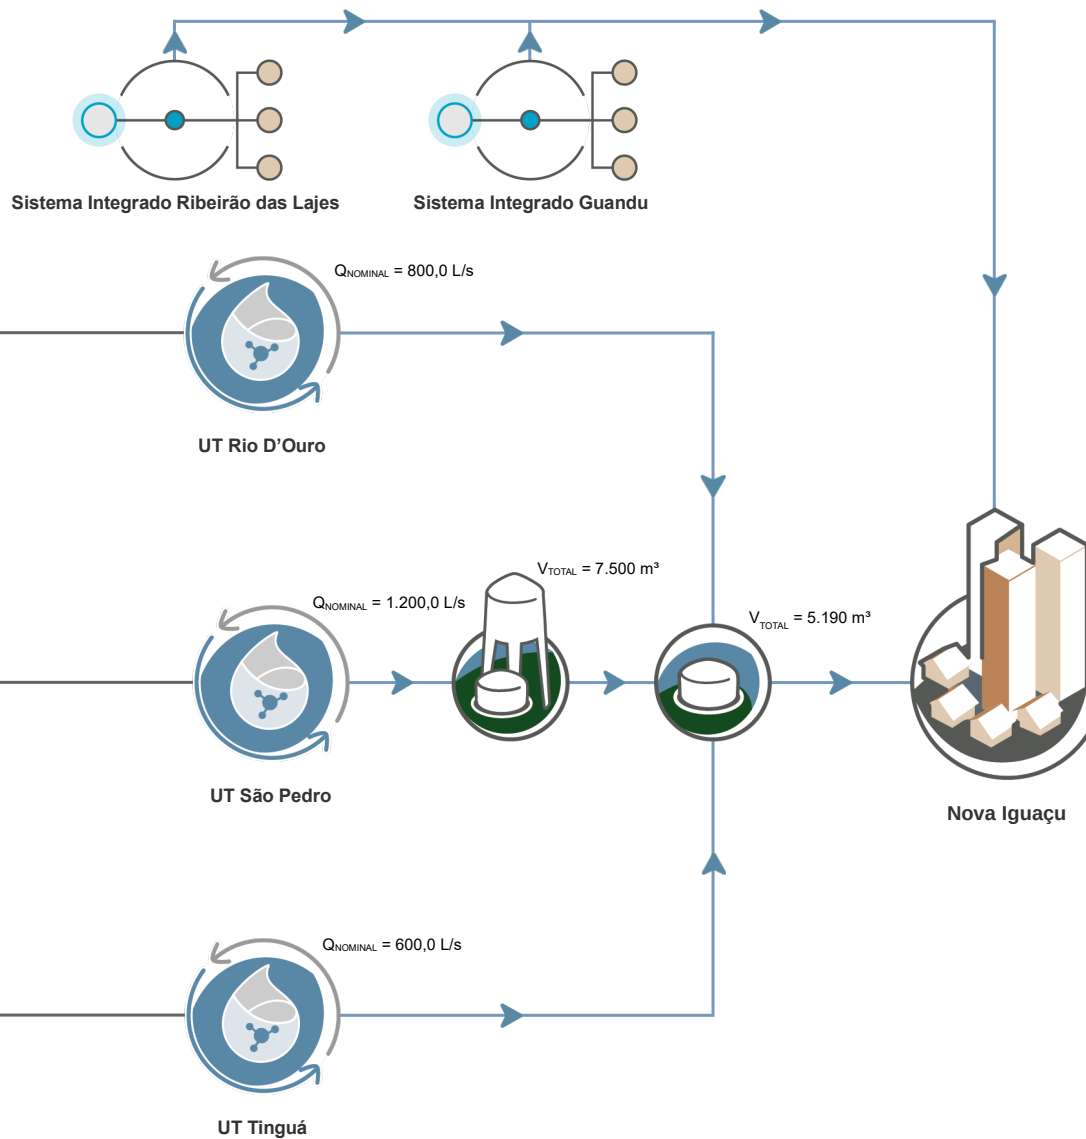 Sistema Integrado Ribeirão das Lajes
Sistema Integrado Guandu
QNOMINAL = 800,0 L/s
UT Rio D’Ouro
VTOTAL = 7.500 m³
QNOMINAL = 1.200,0 L/s
VTOTAL = 5.190 m³
UT São Pedro
Nova Iguaçu
QNOMINAL = 600,0 L/s
UT Tinguá